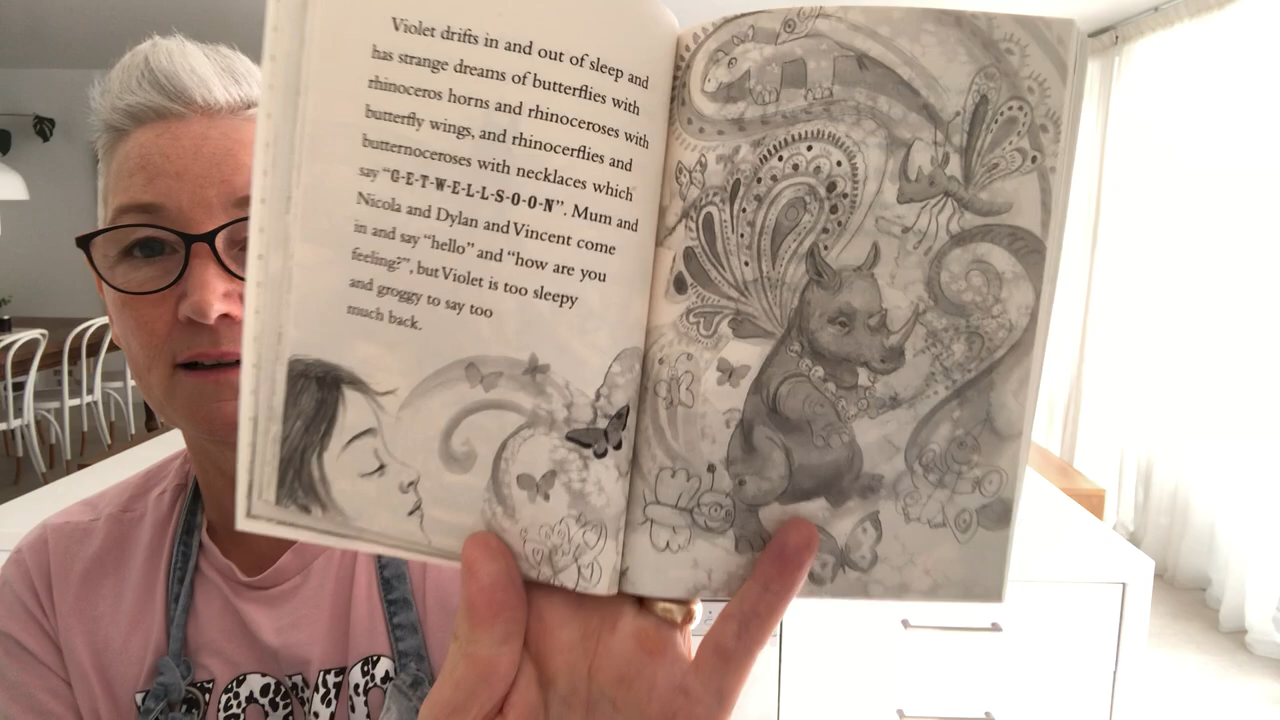 Violet drifts in and out of sleep and
has strange dreams of butterflies with
rhinoceros horns and rhinoceroses with
butterfly wings, and rhinocerflies and
butternoceroses with necklaces which
say “G-E-T-W-E-L-L-S-O-O-N”. Mum and
Nicola and Dylan and Vincent come
in and say “hello” and “how are you
feeling?”, but Violet is too sleepy
and groggy to say too
much back.